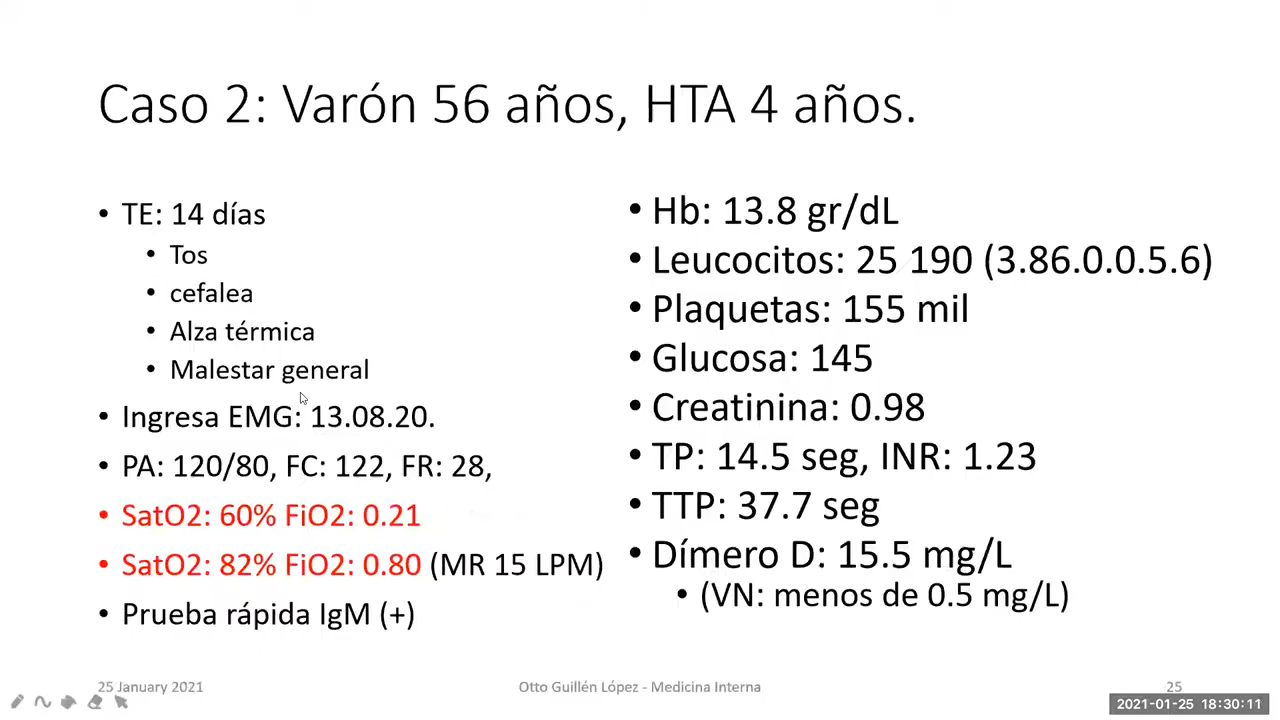 Caso 2: Varón 56 años, HTA 4 años.
• TE: 14 días
• Tos
• cefalea
• Alza térmica
• Malestar general
• Ingresa EMG: 13.08.20.
• PA: 120/80, FC: 122, FR: 28,
• SatO2: 60% FiO2: 0.21
• SatO2: 82% FiO2: 0.80 (MR 15 LPM)
• Prueba rápida IgM (+)
• Hb: 13.8 gr/dL
• Leucocitos: 25 190 (3.86.0.0.5.6)
• Plaquetas: 155 mil
• Glucosa: 145
• Creatinina: 0.98
• TP: 14.5 seg, INR: 1.23
• TTP: 37.7 seg
• Dímero D: 15.5 mg/L
• (VN: menos de 0.5 mg/L)
25 January 2021
Otto Guillén López - Medicina Interna
25
2021-01-25 18:30:11